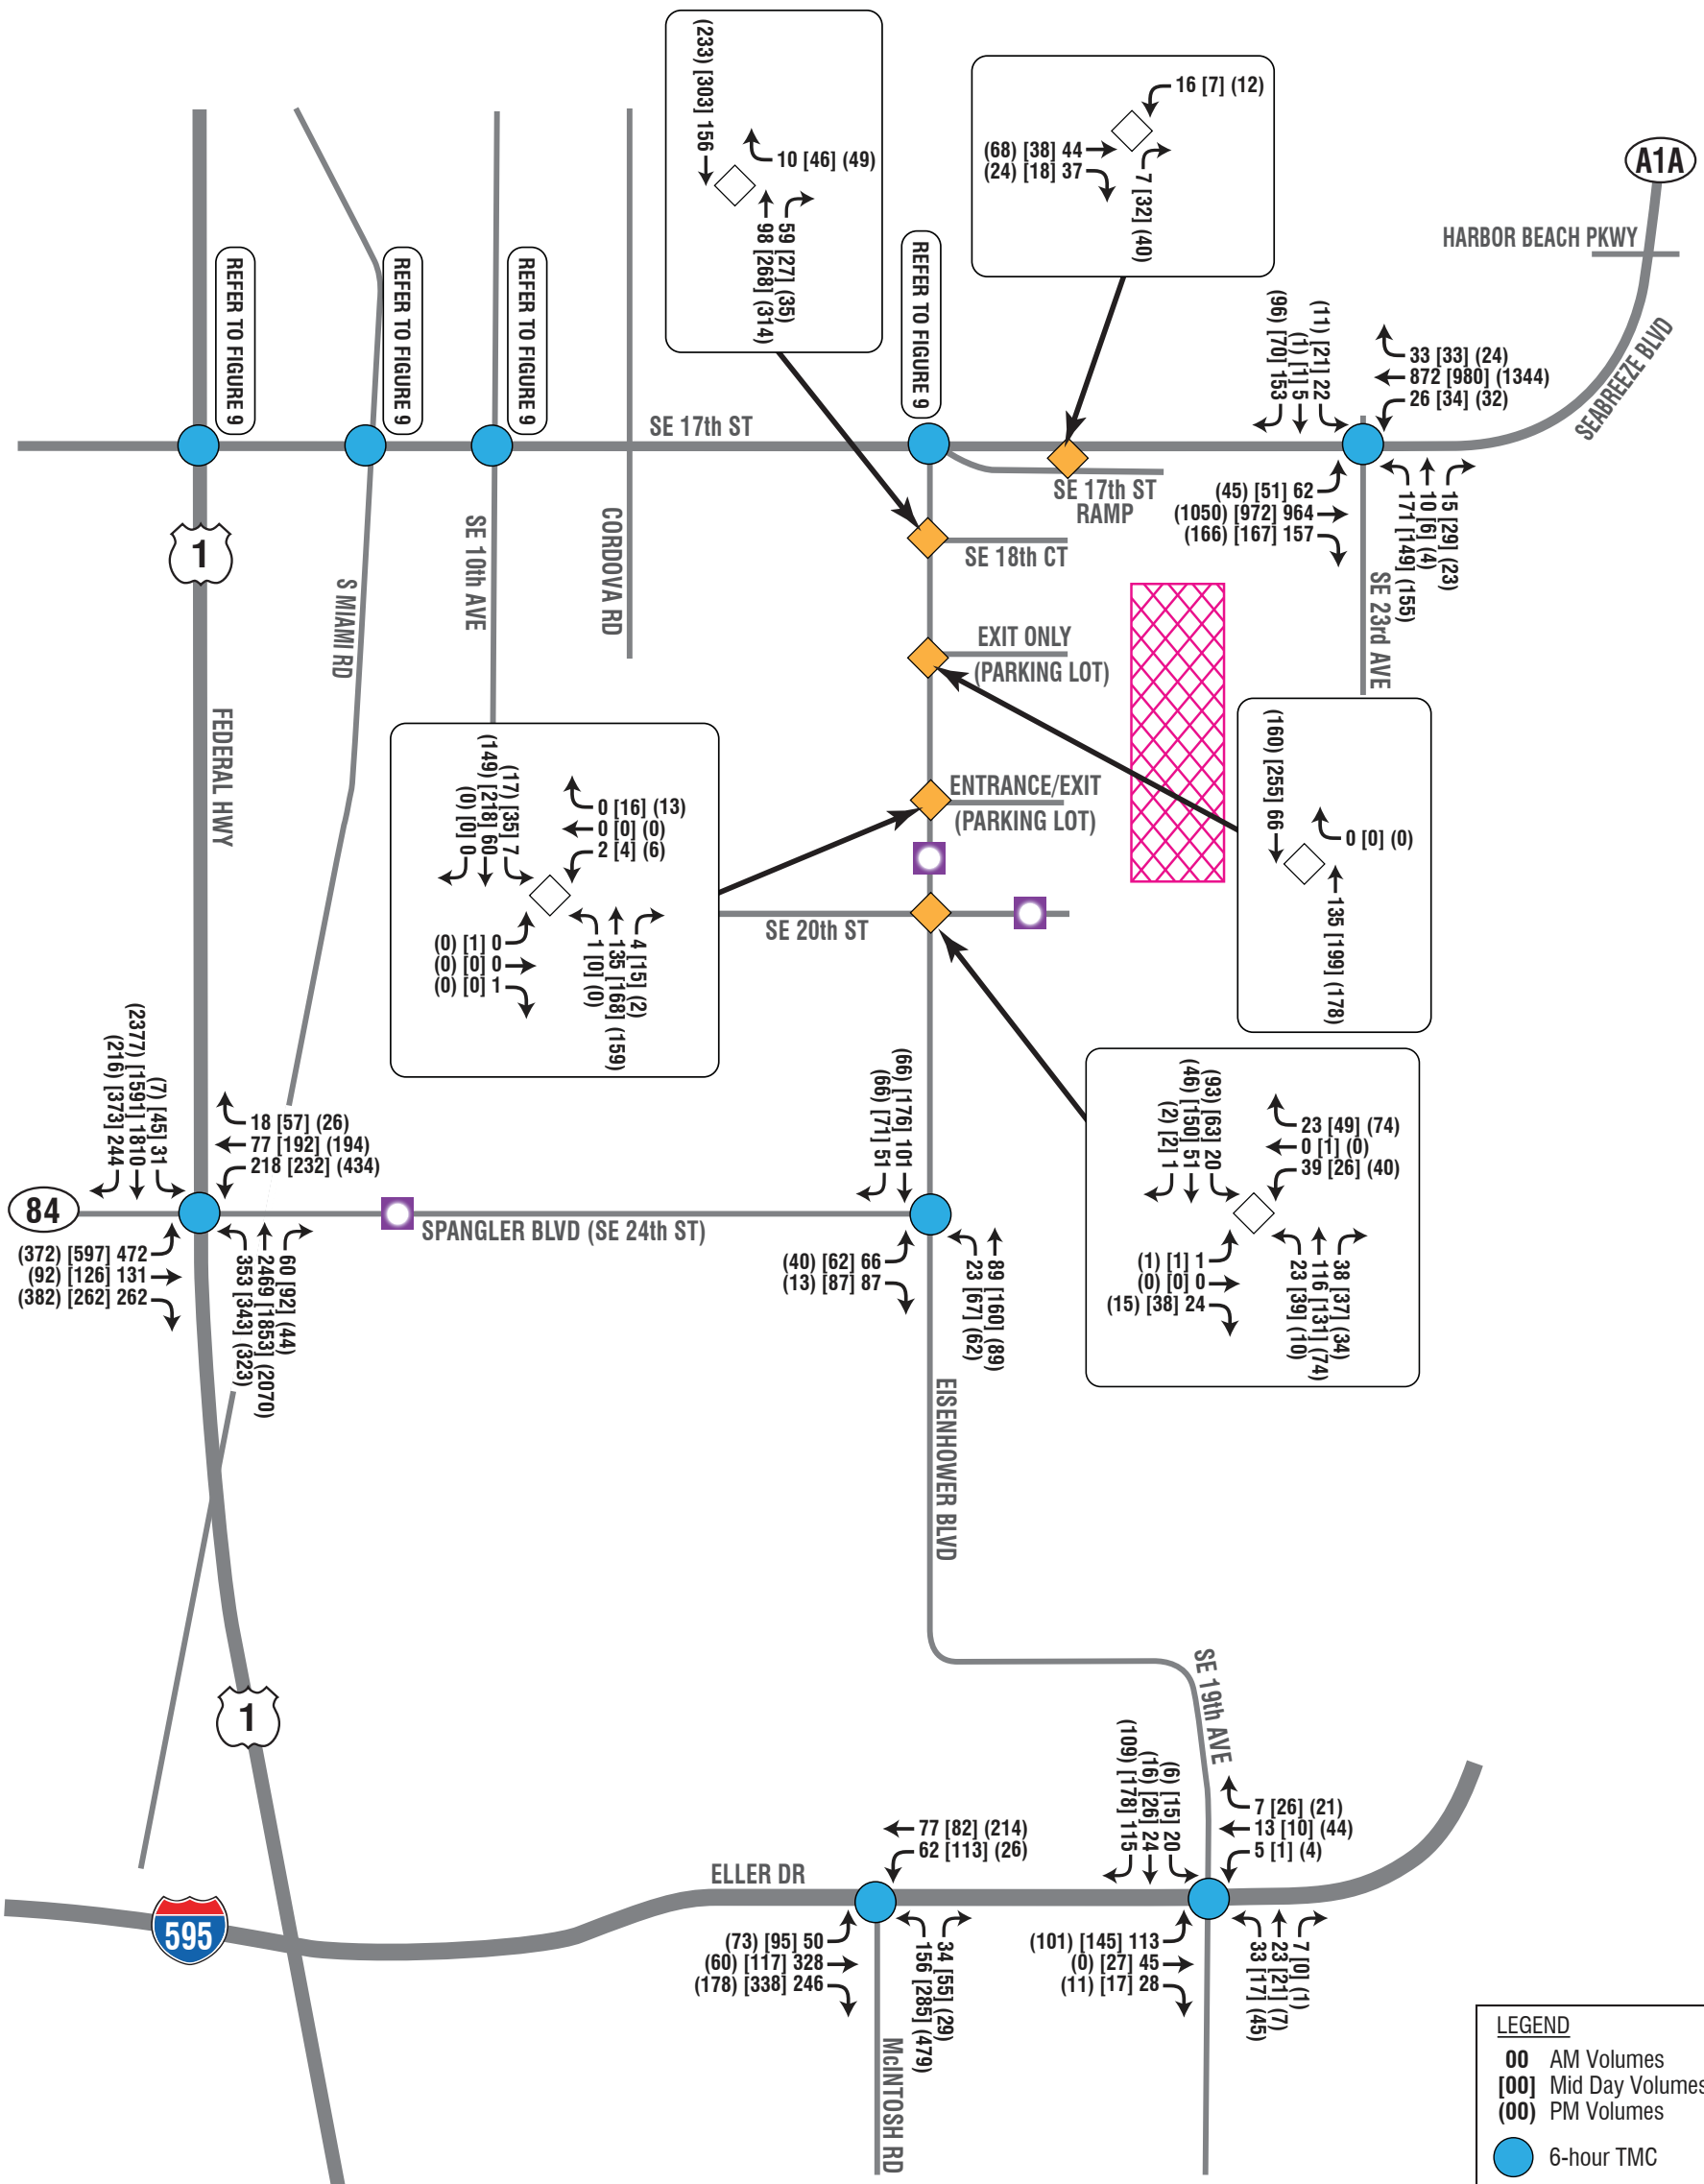 (233) [303] 156
10 [46] (49)
59 [27] (35)
98 [268] (314)
16 [7] (12)
(68) [38] 44
(24) [18] 37
7 [32] (40)
A1A
HARBOR BEACH PKWY
SEABREEZE BLVD
REFER TO FIGURE 9
REFER TO FIGURE 9
REFER TO FIGURE 9
REFER TO FIGURE 9
(11) [21] 22
(1) [1] 5
(96) [70] 153
33 [33] (24)
872 [980] (1344)
26 [34] (32)
SE 17th ST
SE 17th ST
RAMP
(45) [51] 62
(1050) [972] 964
(166) [167] 157
15 [29] (23)
10 [6] (4)
171 [149] (155)
1
S MIAMI RD
SE 10th AVE
CORDOVA RD
SE 18th CT
SE 23rd AVE
EXIT ONLY
(PARKING LOT)
FEDERAL HWY
(17) [35] 7
(149) [218] 60
(0) [0] 0
0 [16] (13)
0 [0] (0)
2 [4] (6)
(0) [1] 0
(0) [0] 0
(0) [0] 1
4 [15] (2)
135 [168] (159)
1 [0] (0)
ENTRANCE/EXIT
(PARKING LOT)
(160) [255] 66
0 [0] (0)
135 [199] (178)
SE 20th ST
(7) [45] 31
(2377) [1591] 1810
(216) [373] 244
18 [57] (26)
77 [192] (194)
218 [232] (434)
84
SPANGLER BLVD (SE 24th ST)
(372) [597] 472
(92) [126] 131
(382) [262] 262
60 [92] (44)
2469 [1853] (2070)
353 [343] (323)
(66) [176] 101
(66) [71] 51
(40) [62] 66
(13) [87] 87
89 [160] (89)
23 [67] (62)
(93) [63] 20
(46) [150] 51
(2) [2] 1
23 [49] (74)
0 [1] (0)
39 [26] (40)
(1) [1] 1
(0) [0] 0
(15) [38] 24
38 [37] (34)
116 [131] (74)
23 [39] (10)
EISENHOWER BLVD
1
SE 19th AVE
(6) [15] 20
(16) [26] 24
(109) [178] 115
7 [26] (21)
13 [10] (44)
5 [1] (4)
77 [82] (214)
62 [113] (26)
ELLER DR
595
(73) [95] 50
(60) [117] 328
(178) [338] 246
34 [55] (29)
156 [285] (479)
McINTOSH RD
(101) [145] 113
(0) [27] 45
(11) [17] 28
7 [0] (1)
23 [21] (7)
33 [17] (45)
LEGEND
00 AM Volumes
[00] Mid Day Volumes
(00) PM Volumes
6-hour TMC